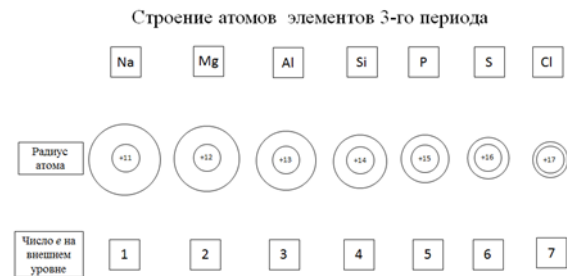 Строение атомов элементов 3-го периода
Na Mg Al Si P S Cl
Радиус
атома
+11 +12 +13 +14 +15 +16 +17
Число е на
внешнем
уровне
1 2 3 4 5 6 7